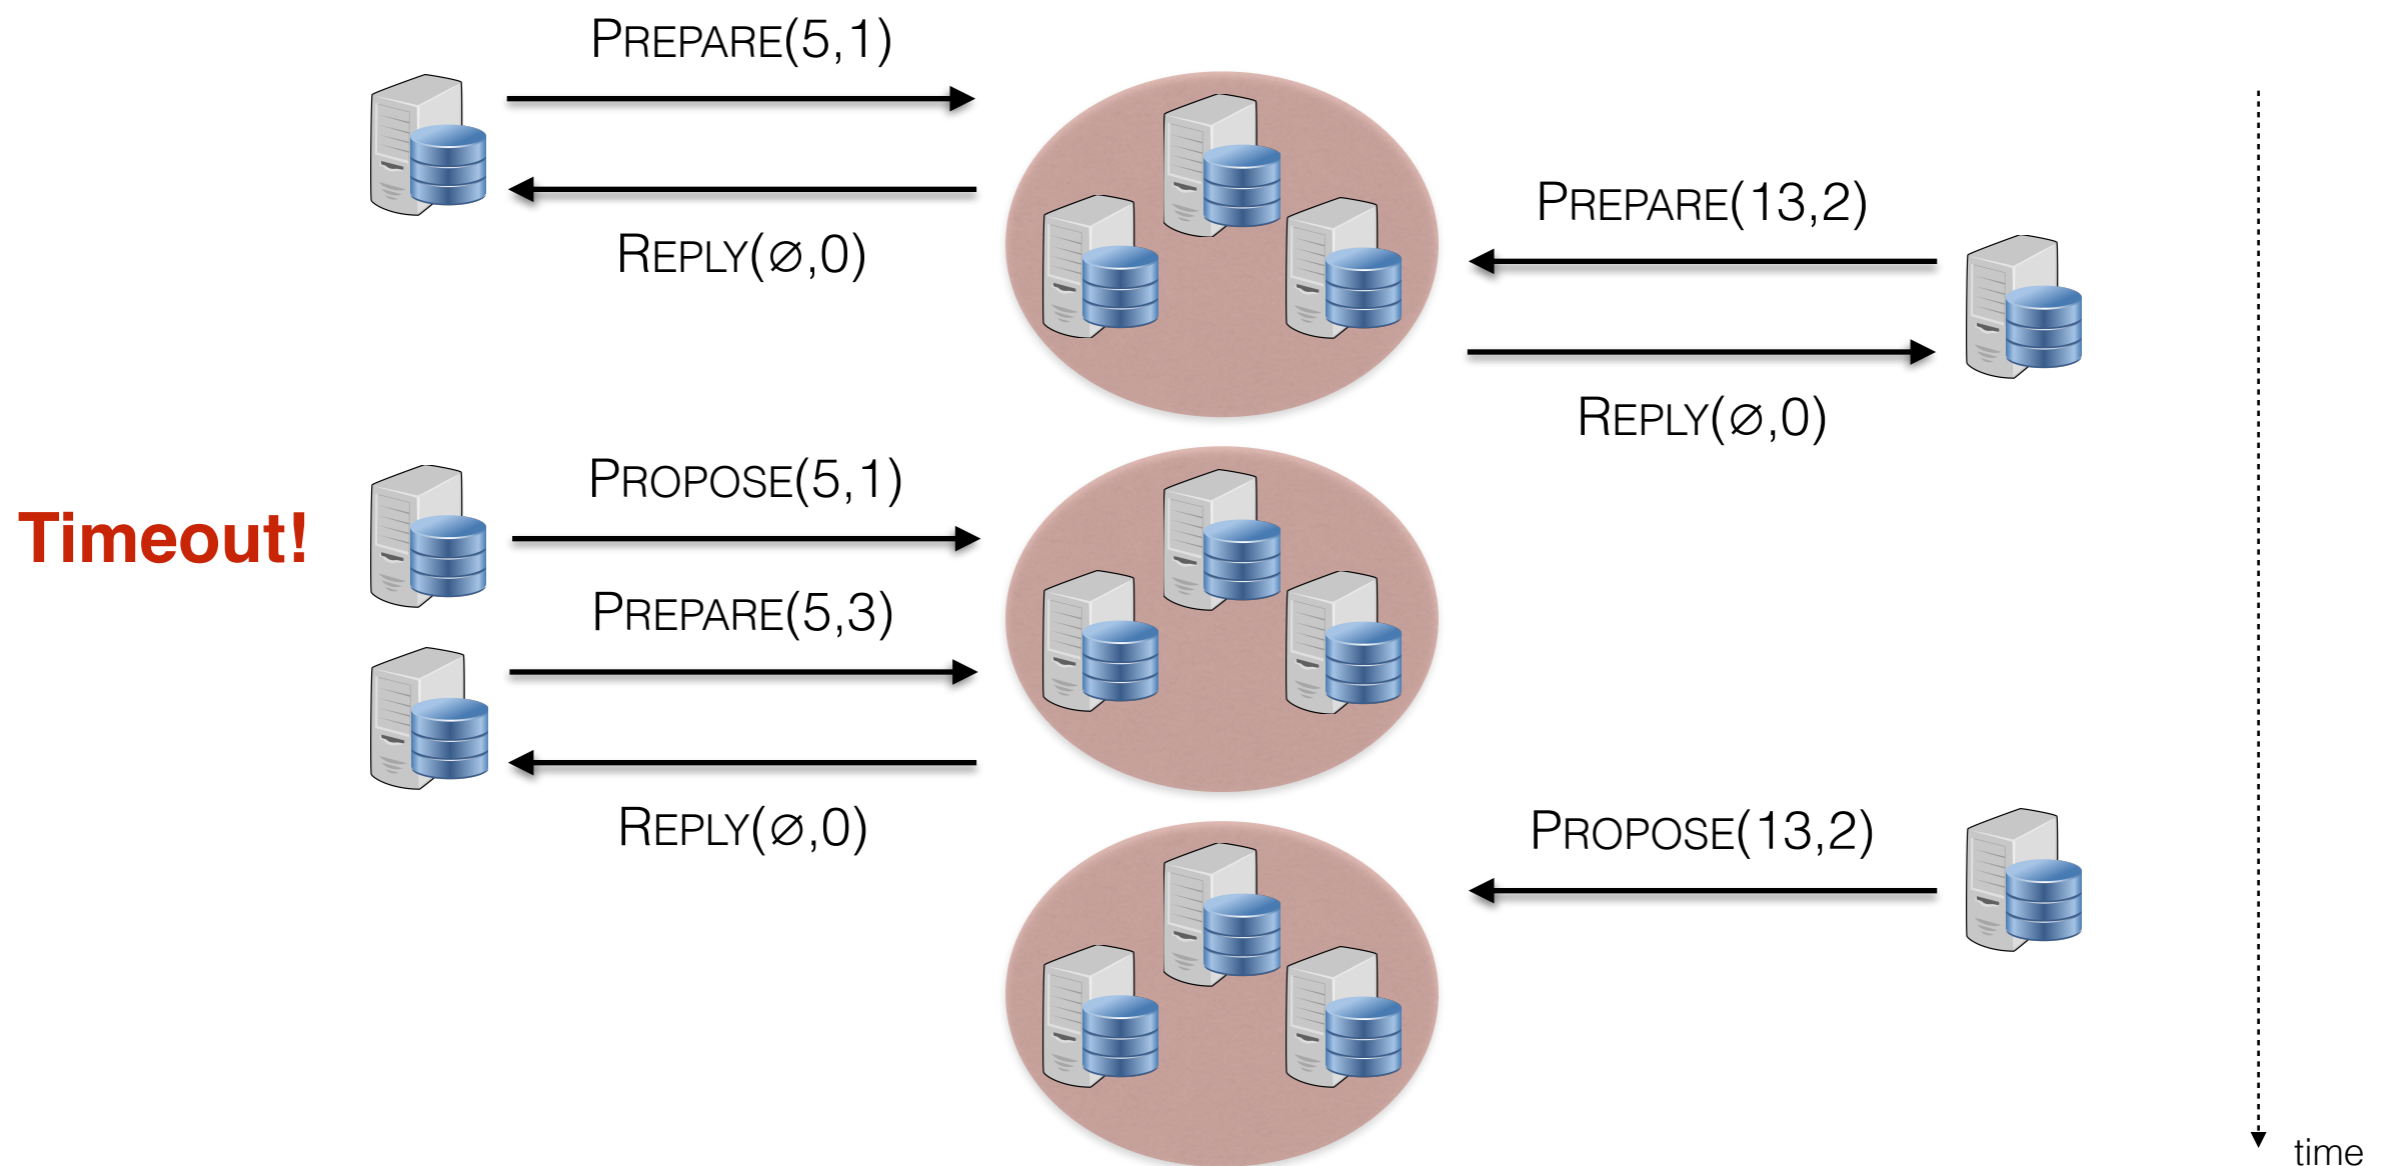 PREPARE(5,1)
PREPARE(13,2)
REPLY(∅,0)
REPLY(∅,0)
PROPOSE(5,1)
Timeout!
PREPARE(5,3)
REPLY(∅,0)
PROPOSE(13,2)
time